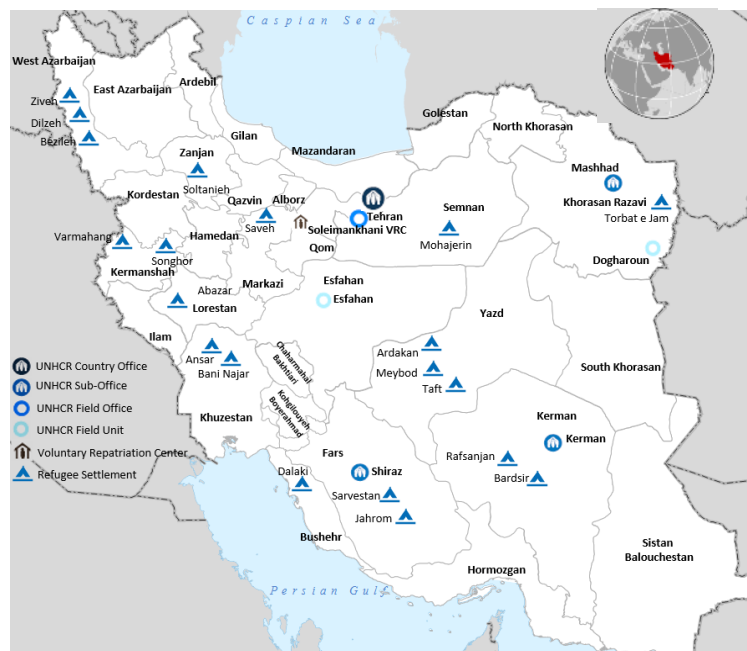 Caspian Sea
West Azarbaijan
East Azarbaijan
Ardebil
Ziveh
Dilzeh
Bezileh
Gilan
Golestan
North Khorasan
Mazandaran
Zanjan
Soltanieh
Mashhad
Khorasan Razavi
Torbat e Jam
Kordestan
Qazvin
Alborz
Tehran
Semnan
Soleimankhani VRC
Saveh
Hamedan
Varmahang
Songhor
Qom
Mohajerin
Dogharoun
Kermanshah
Abazar
Markazi
Esfahan
Esfahan
Lorestan
Yazd
Ilam
Ansar
Bani Najar
Chaharmahal
Bakhtiari
Ardakan
Meybod
Taft
South Khorasan
UNHCR Country Office
UNHCR Sub-Office
UNHCR Field Office
UNHCR Field Unit
Voluntary Repatriation Center
Refugee Settlement
Khuzestan
Kohgilouyeh
Boyerahmad
Kerman
Kerman
Rafsanjan
Bardsir
Fars
Shiraz
Dalaki
Sarvestan
Jahrom
Bushehr
Sistan
Balouchestan
Hormozgan
Persian Gulf